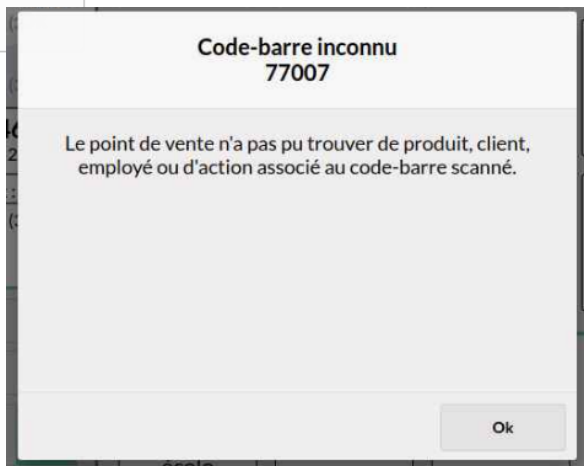 Code-barre inconnu
77007
Le point de vente n'a pas pu trouver de produit, client,
employé ou d'action associé au code-barre scanné.
Ok